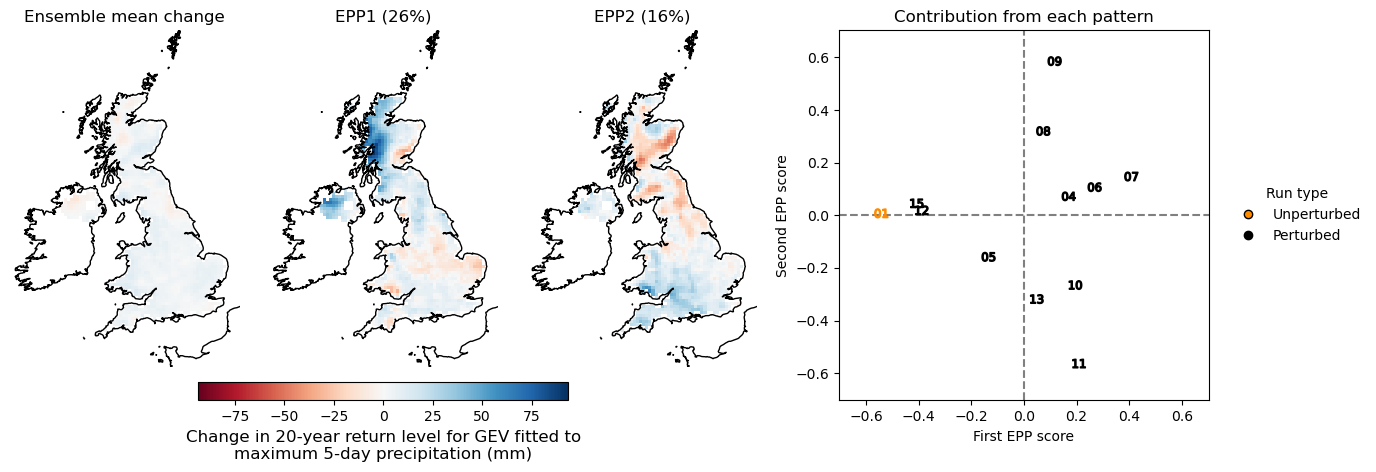 Ensemble mean change
EPP1 (26%)
EPP2 (16%)
Contribution from each pattern
−75 −50 −25 0 25 50 75
Change in 20-year return level for GEV fitted to
maximum 5-day precipitation (mm)
Second EPP score
0.6
0.4
0.2
0.0
−0.2
−0.4
−0.6
09
08
07
06
04
15
12
01
05
10
13
11
−0.6 −0.4 −0.2 0.0 0.2 0.4 0.6
First EPP score
Run type
Unperturbed
Perturbed